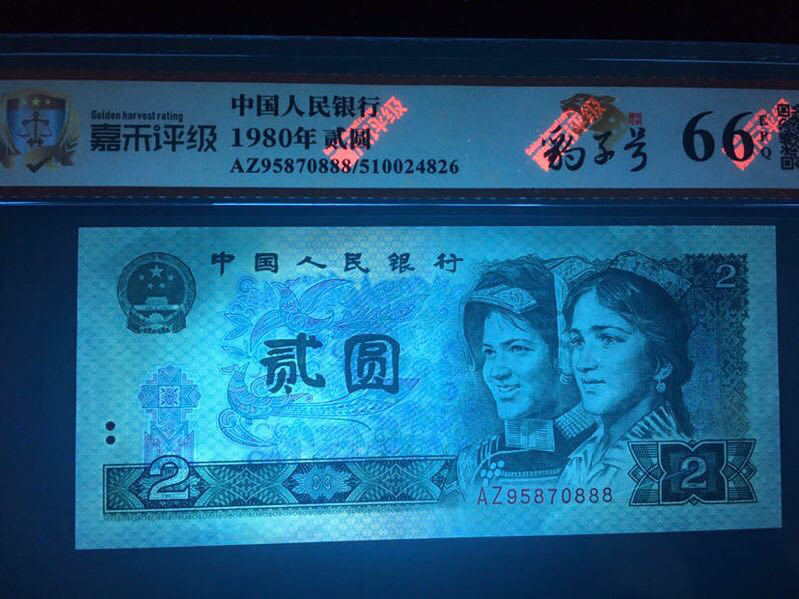 Golden harvest rating
嘉禾评级
中国人民银行
1980年 贰圆
AZ95870888/510024826
豹子号
66
EPQ
中国人民银行
2
贰圆
2
AZ95870888
2